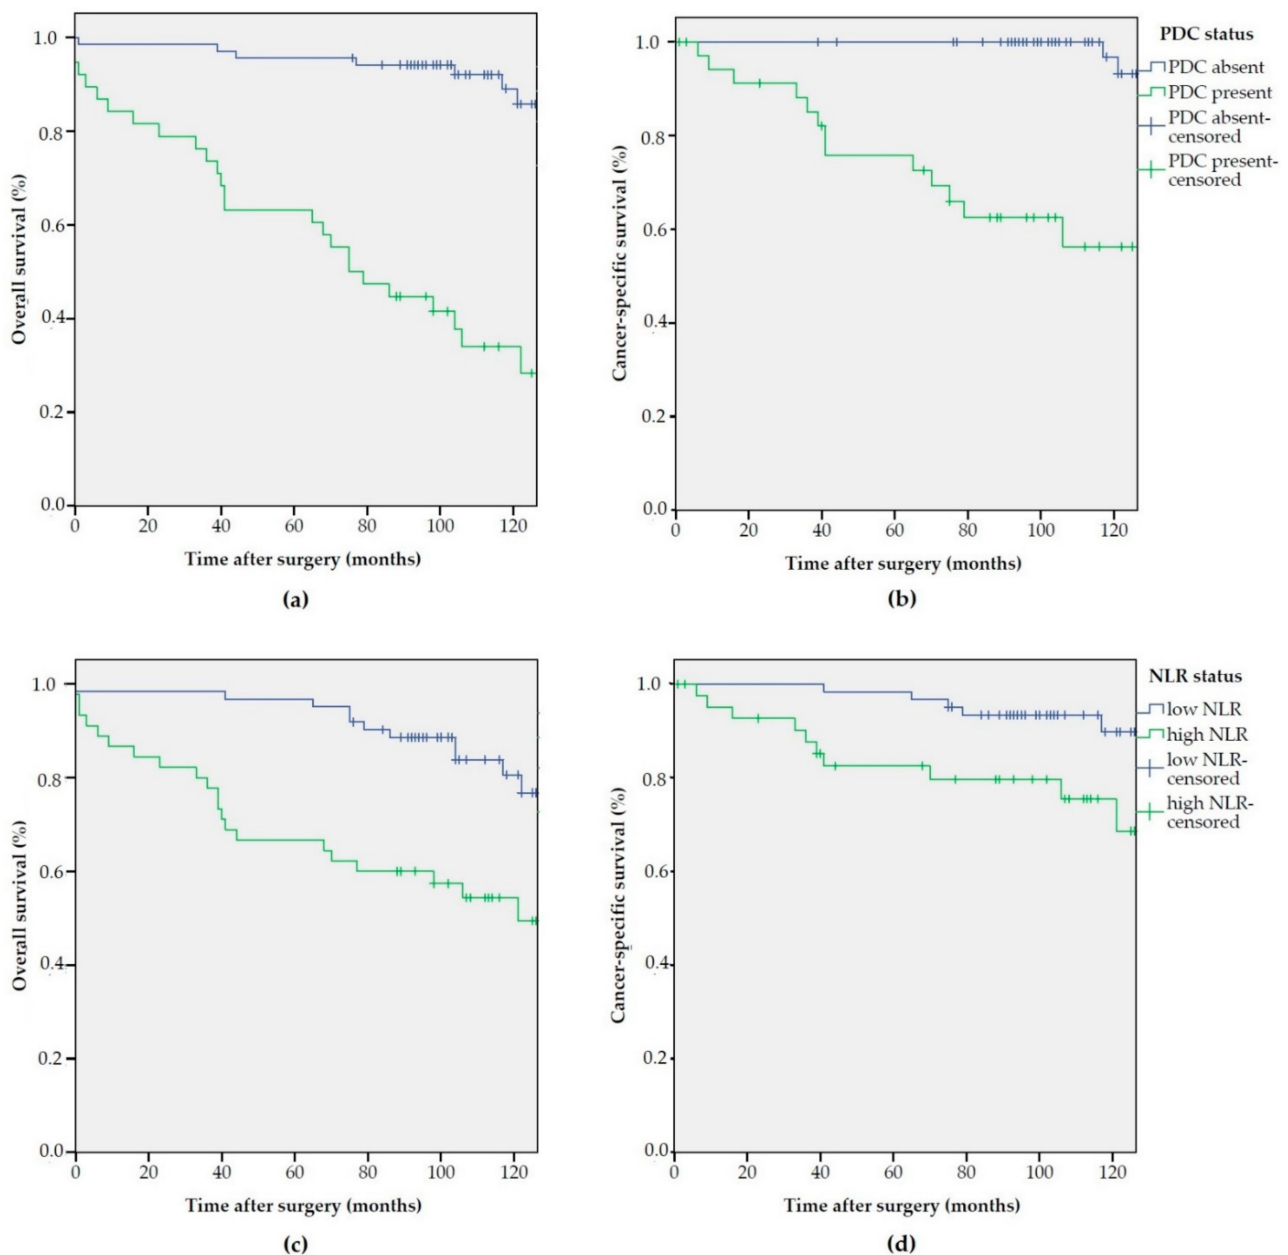 1.0
0.8
0.6
0.4
0.2
0.0
Overall survival (%)
0 20 40 60 80 100 120
Time after surgery (months)
(a)
1.0
0.8
0.6
0.4
0.2
0.0
Cancer-specific survival (%)
0 20 40 60 80 100 120
Time after surgery (months)
(b)
PDC status
PDC absent
PDC present
PDC absent-
censored
PDC present-
censored
1.0
0.8
0.6
0.4
0.2
0.0
Overall survival (%)
0 20 40 60 80 100 120
Time after surgery (months)
(c)
1.0
0.8
0.6
0.4
0.2
0.0
Cancer-specific survival (%)
0 20 40 60 80 100 120
Time after surgery (months)
(d)
NLR status
low NLR
high NLR
low NLR-
censored
high NLR-
censored